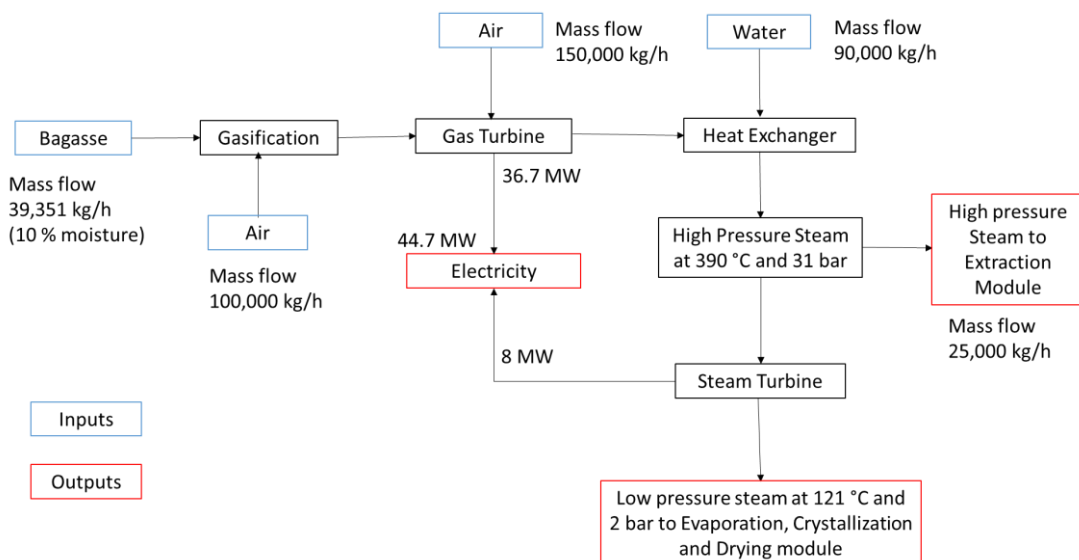 Air
Mass flow
150,000 kg/h
Water
Mass flow
90,000 kg/h
Bagasse
Gasification
Gas Turbine
Heat Exchanger
Mass flow
39,351 kg/h
(10 % moisture)
Air
Mass flow
100,000 kg/h
36.7 MW
44.7 MW
Electricity
High Pressure Steam
at 390 °C and 31 bar
High pressure
Steam to
Extraction
Module
Mass flow
25,000 kg/h
8 MW
Steam Turbine
Inputs
Outputs
Low pressure steam at 121 °C and
2 bar to Evaporation, Crystallization
and Drying module